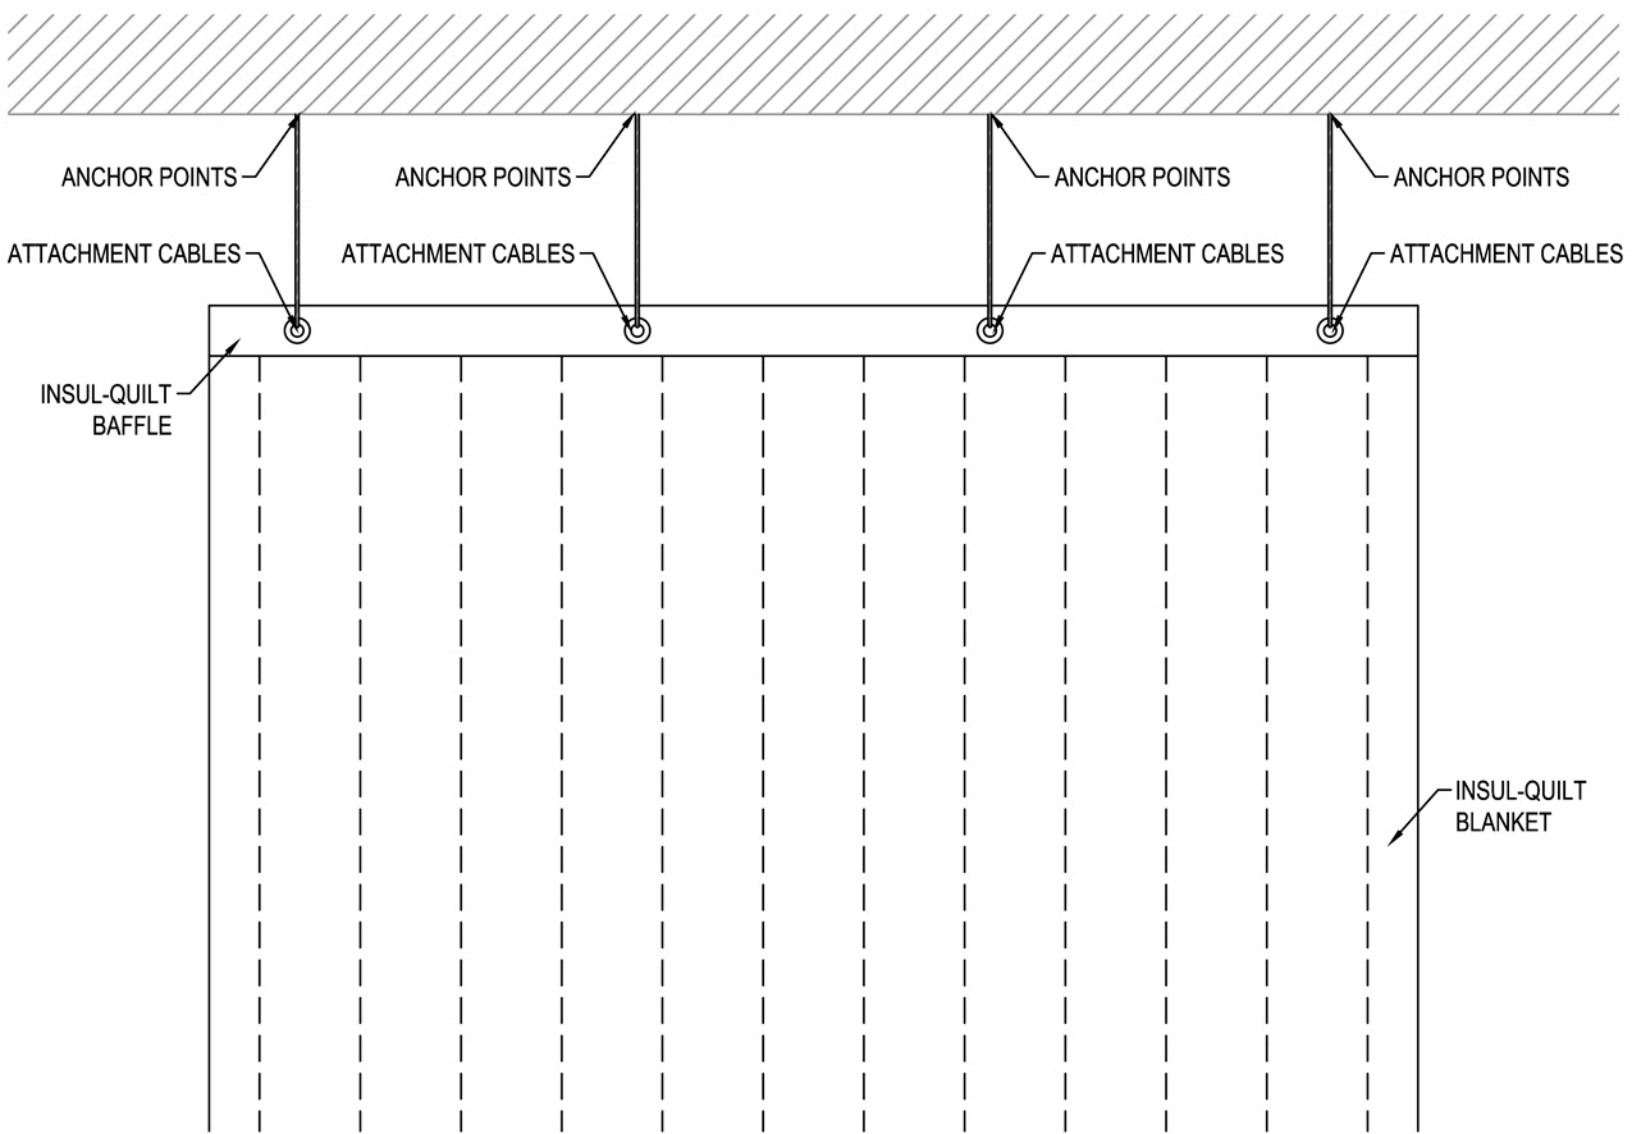 ANCHOR POINTS
ANCHOR POINTS
ANCHOR POINTS
ANCHOR POINTS
ATTACHMENT CABLES
ATTACHMENT CABLES
ATTACHMENT CABLES
ATTACHMENT CABLES
INSUL-QUILT
BAFFLE
INSUL-QUILT
BLANKET